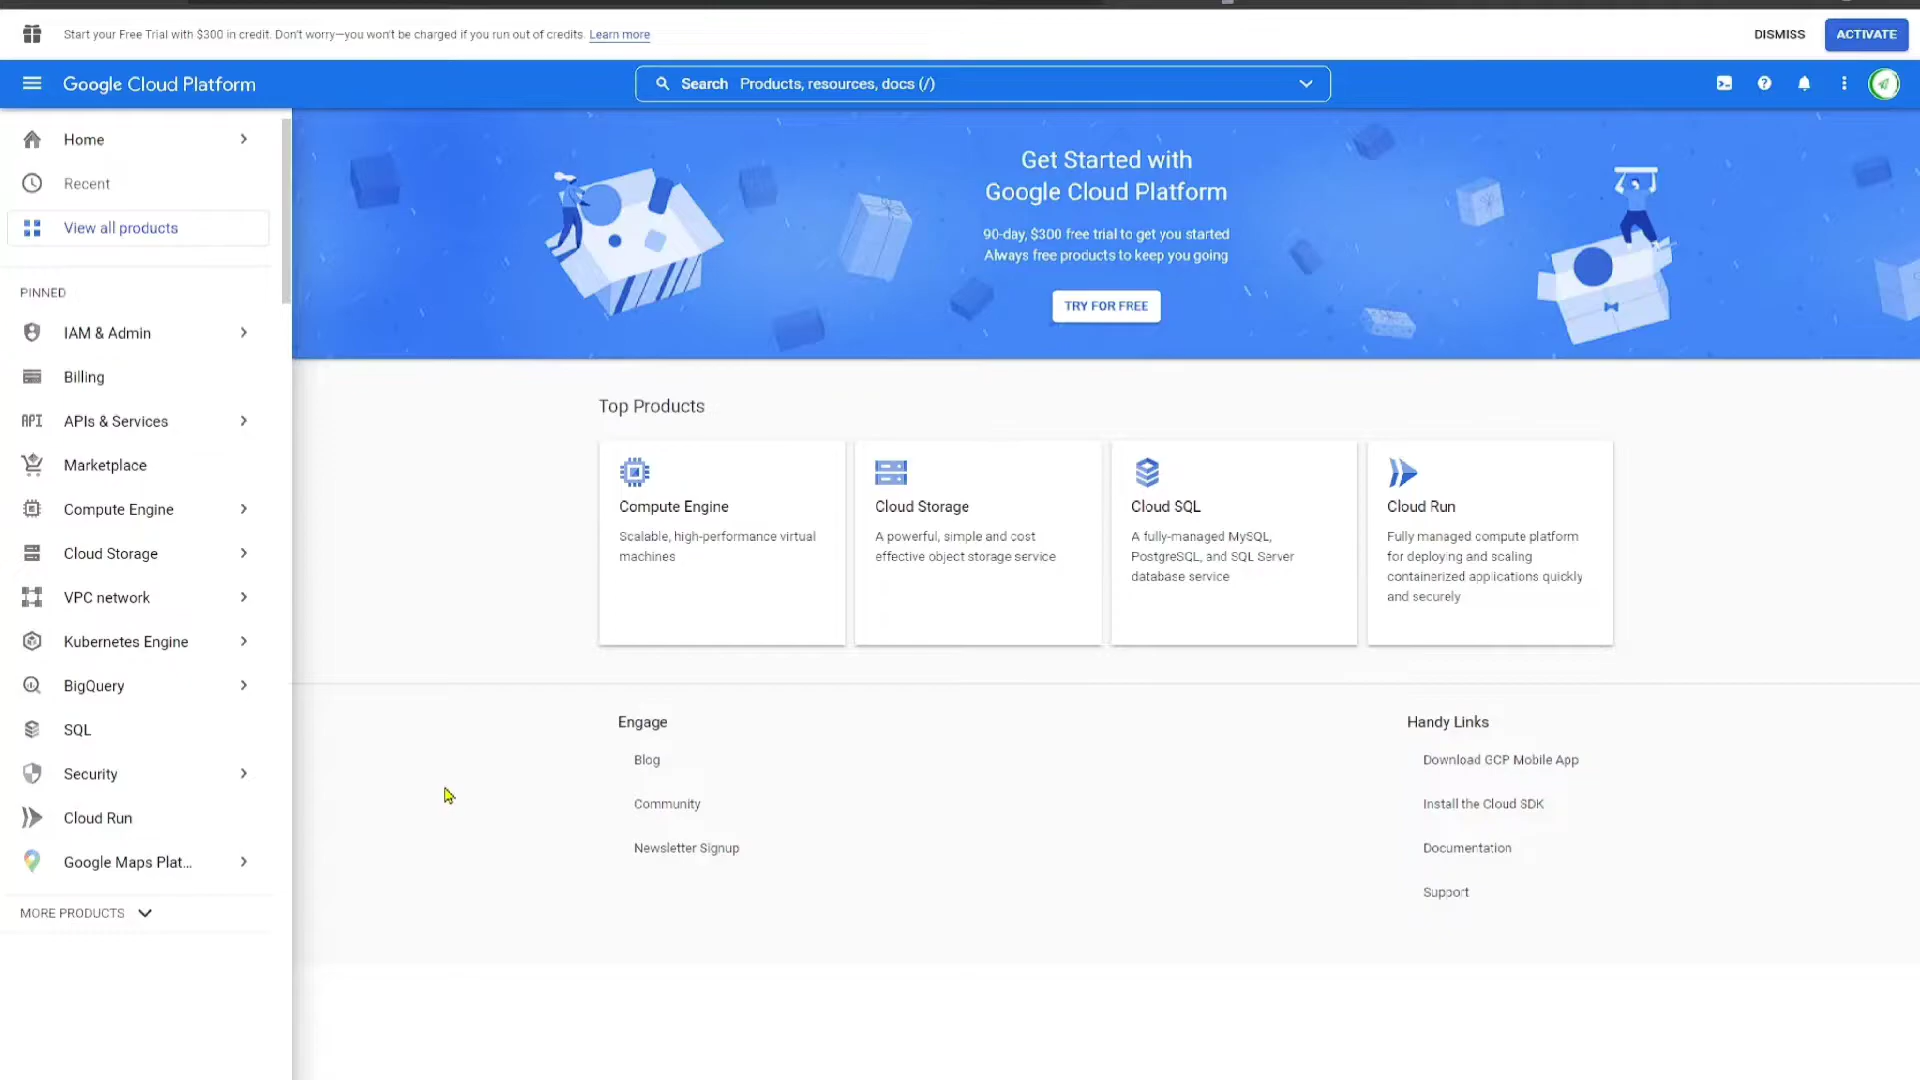 Start your Free Trial with $300 in credit. Don't worry—you won't be charged if you run out of credits. Learn more
DISMISS
ACTIVATE
Google Cloud Platform
Search Products, resources, docs (/)
Home
Recent
View all products
PINNED
IAM & Admin
Billing
API
APIs & Services
Marketplace
Compute Engine
Cloud Storage
VPC network
Kubernetes Engine
BigQuery
SQL
Security
Cloud Run
Google Maps Plat...
MORE PRODUCTS
Get Started with
Google Cloud Platform
90-day, $300 free trial to get you started
Always free products to keep you going
TRY FOR FREE
Top Products
Compute Engine
Scalable, high-performance virtual
machines
Cloud Storage
A powerful, simple and cost
effective object storage service
Cloud SQL
A fully-managed MySQL,
PostgreSQL, and SQL Server
database service
Cloud Run
Fully managed compute platform
for deploying and scaling
containerized applications quickly
and securely
Engage
Blog
Community
Newsletter Signup
Handy Links
Download GCP Mobile App
Install the Cloud SDK
Documentation
Support